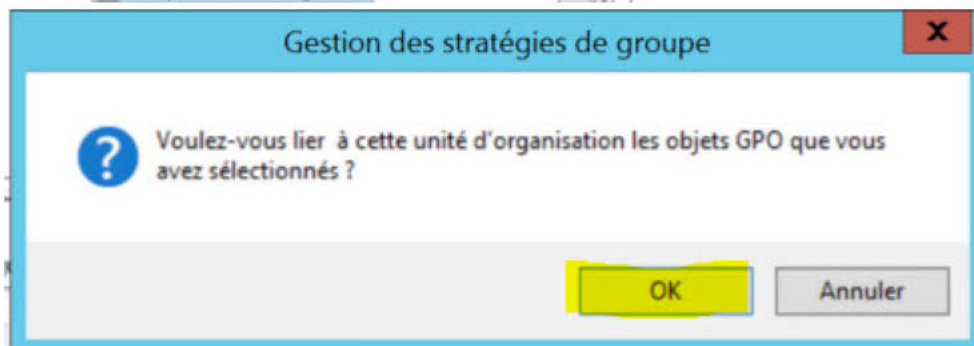 Gestion des stratégies de groupe
x
Voulez-vous lier à cette unité d'organisation les objets GPO que vous
avez sélectionnés ?
OK
Annuler